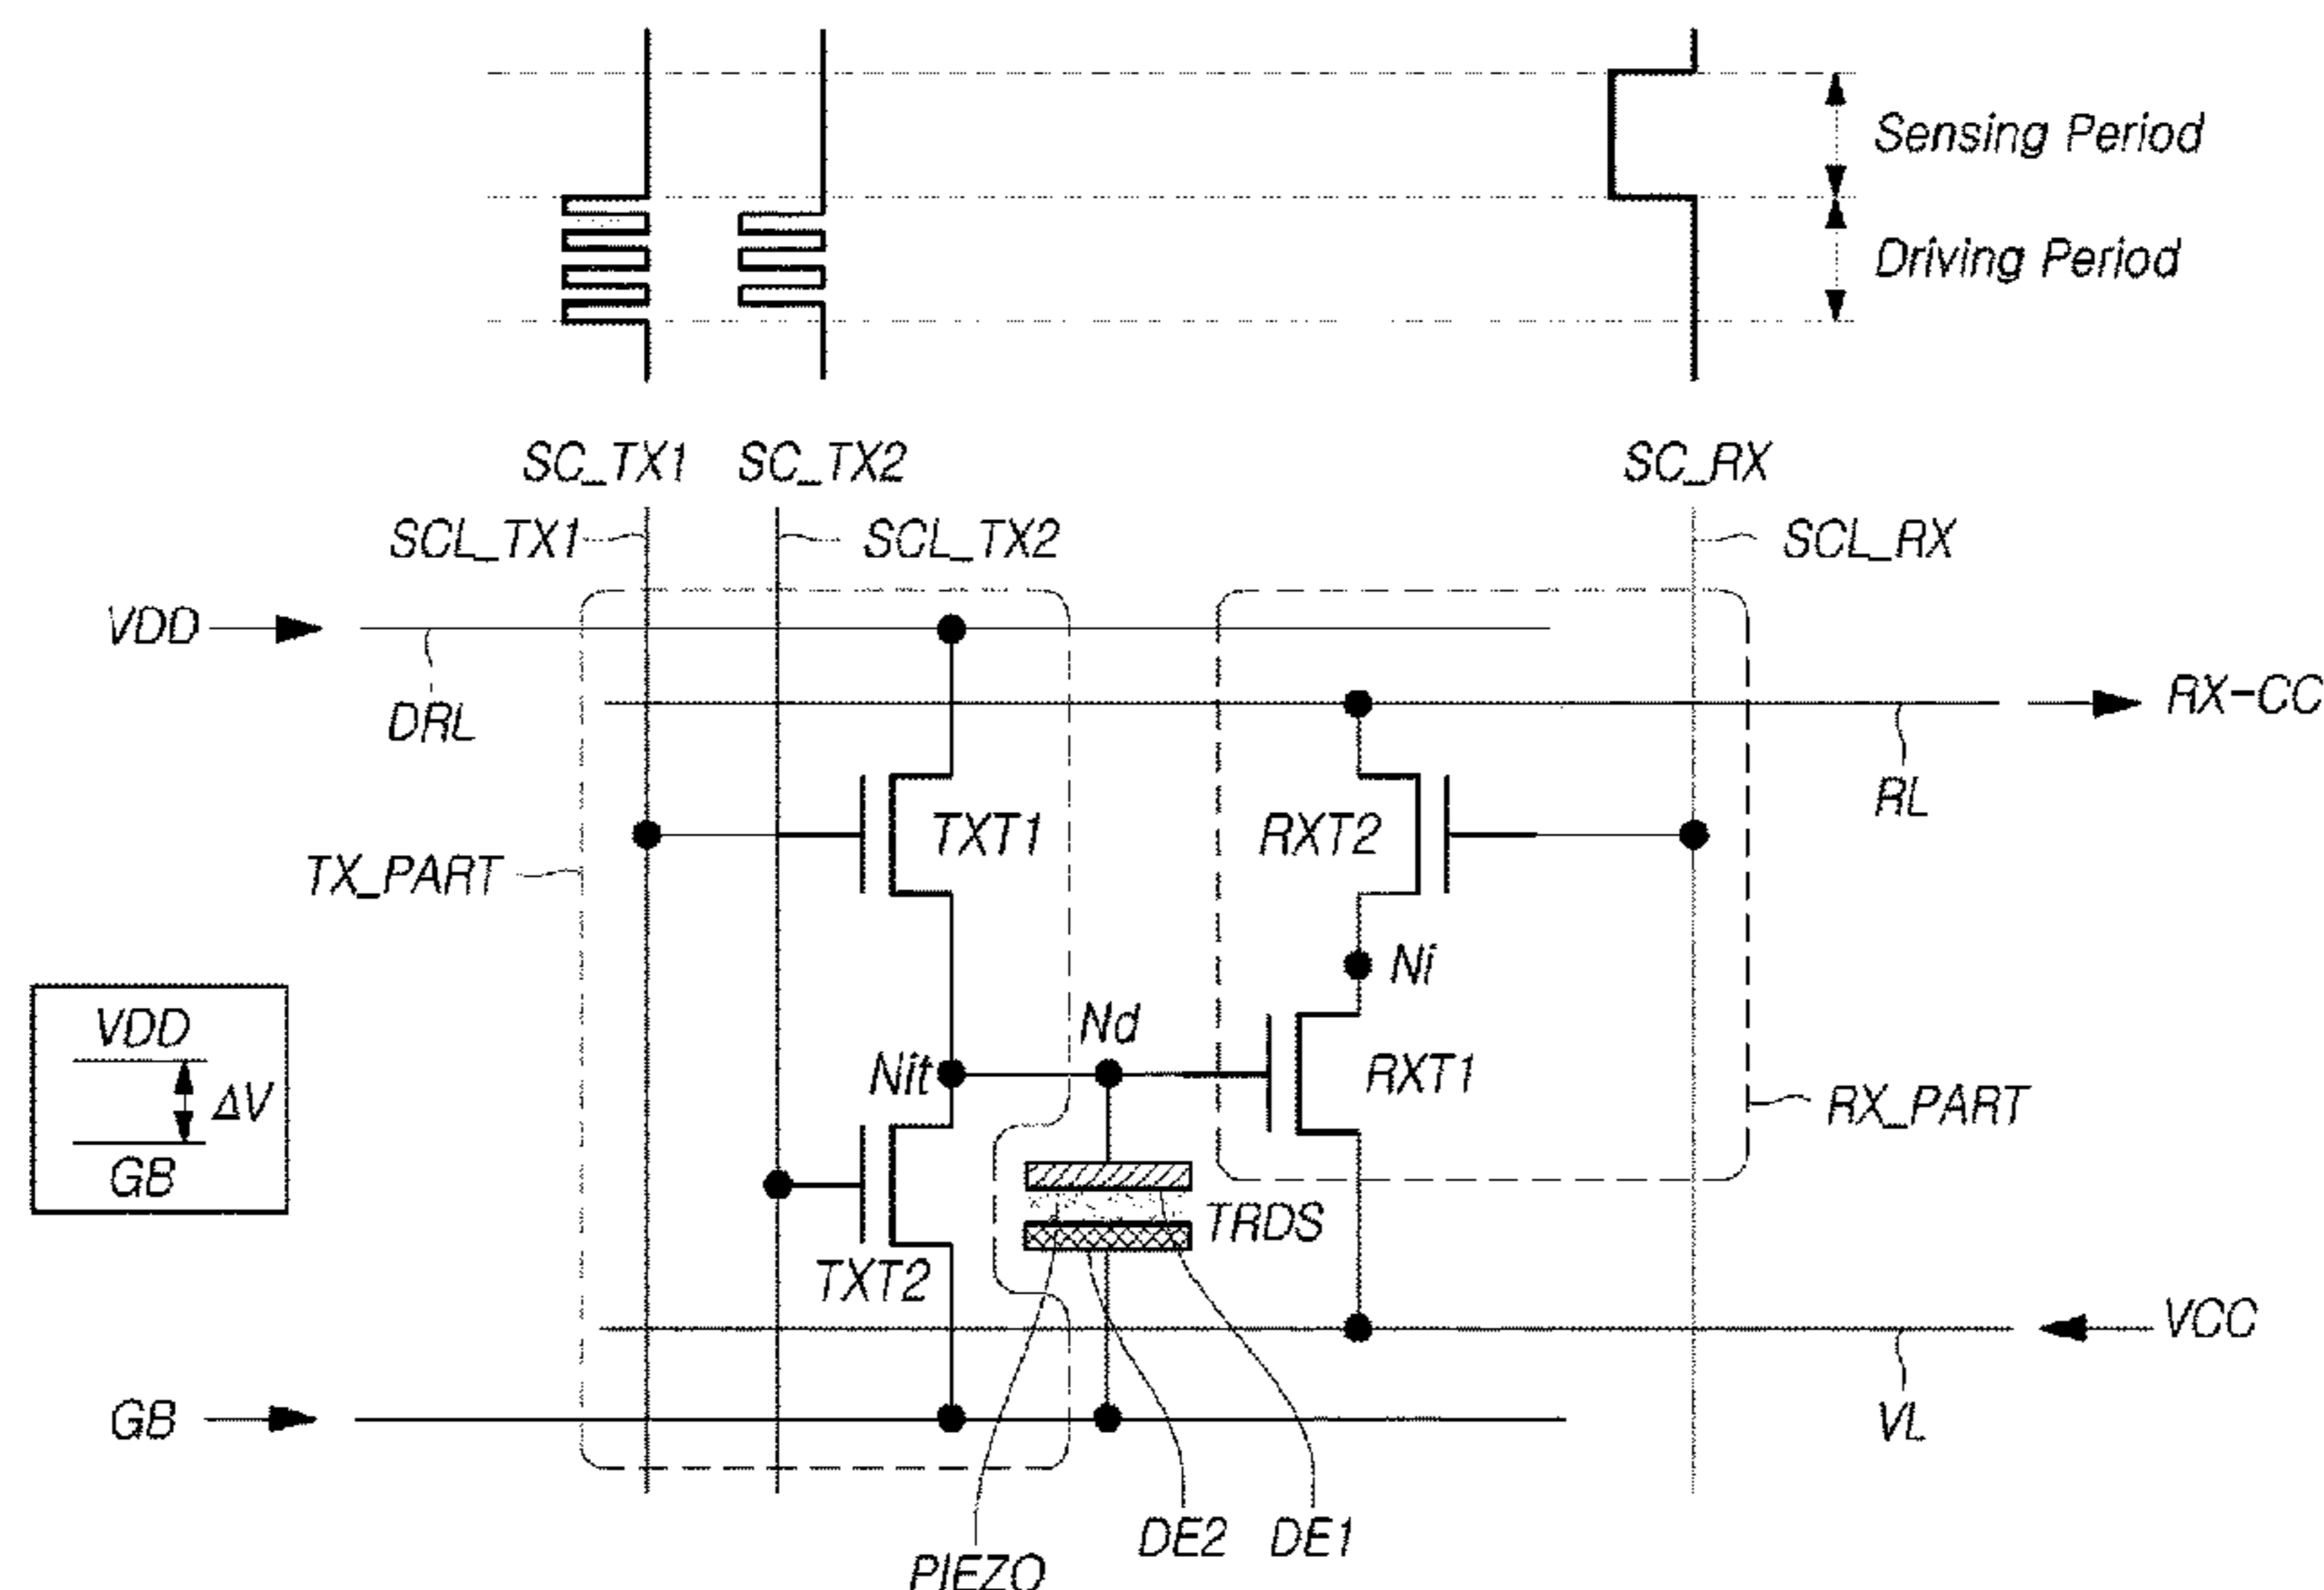 Sensing Period
Driving Period
SC_TX1
SC_TX2
SC_RX
SCL_TX1
SCL_TX2
SCL_RX
VDD
DRL
RX-CC
RL
TXT1
RXT2
TX_PART
Ni
VDD
ΔV
GB
Nd
Nit
RXT1
RX_PART
TRDS
TXT2
VCC
GB
VL
PIEZO
DE2
DE1